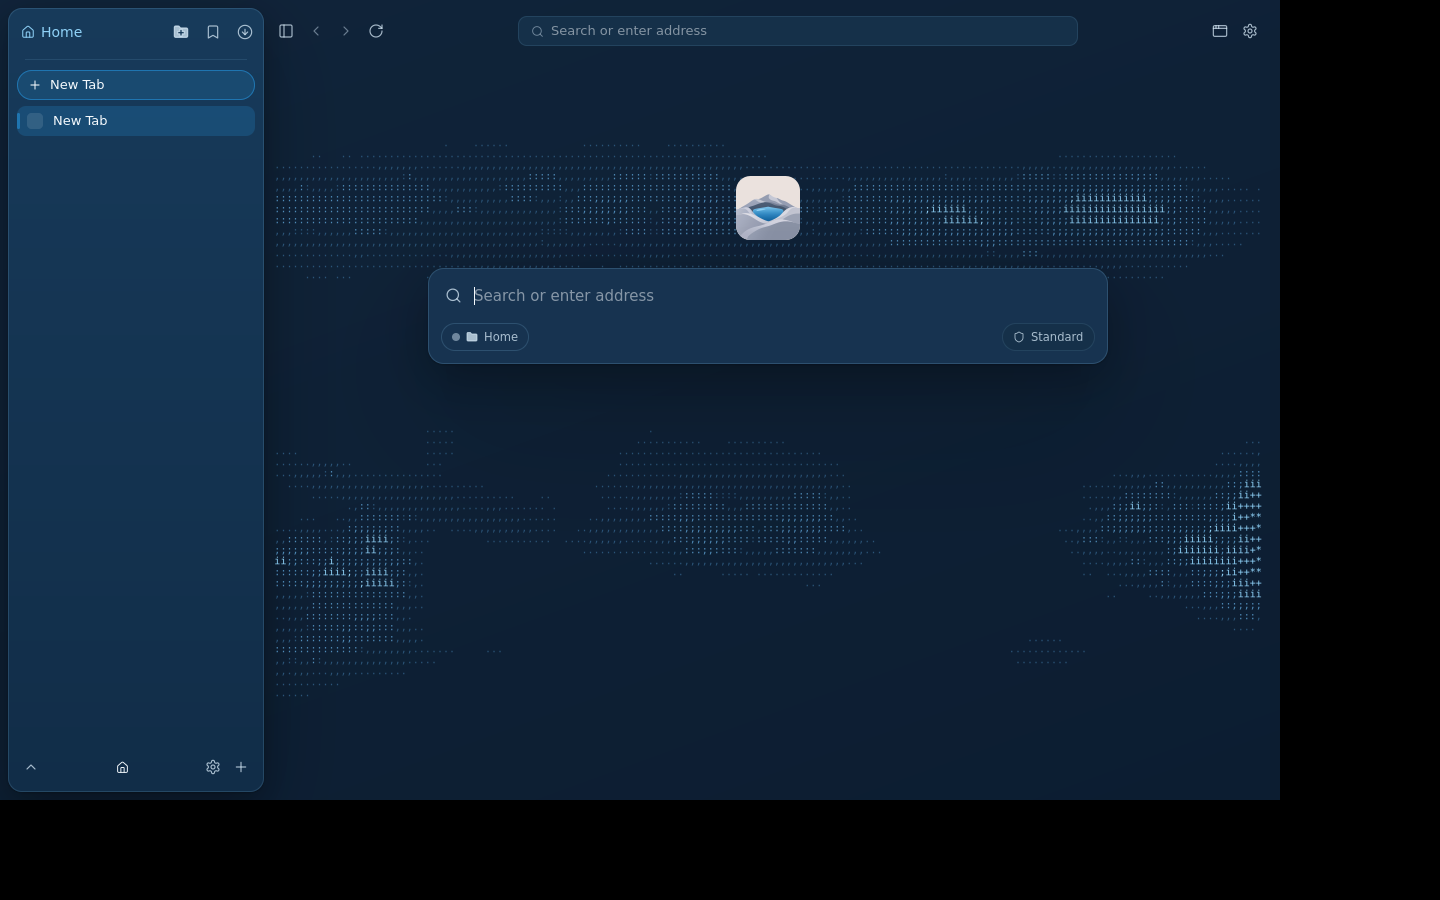 Home
Search or enter address
New Tab
New Tab
Search or enter address
Home
Standard